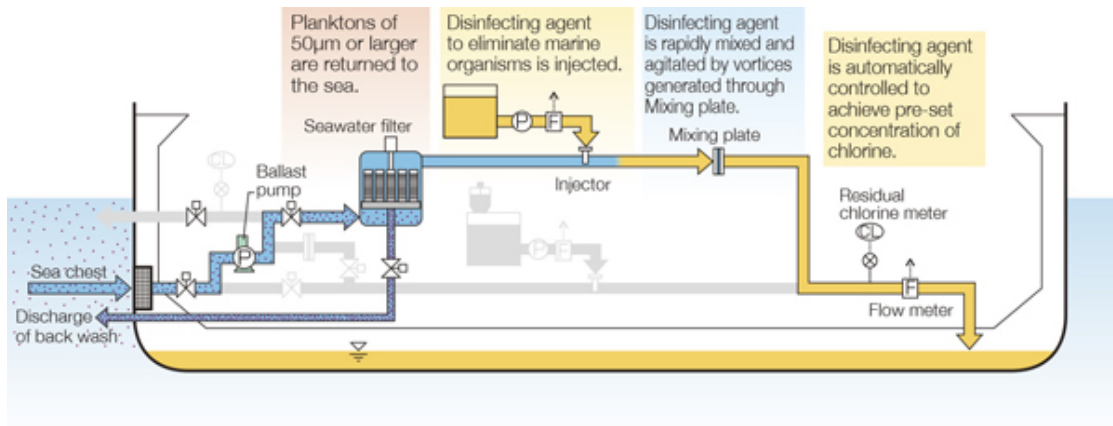 Planktons of
50μm or larger
are returned to
the sea.
Disinfecting agent
to eliminate marine
organisms is injected.
Disinfecting agent
is rapidly mixed and
agitated by vortices
generated through
Mixing plate.
Disinfecting agent
is automatically
controlled to
achieve pre-set
concentration of
chlorine.
Seawater filter
P
F
Mixing plate
CL
Ballast
pump
Injector
Residual
chlorine meter
CL
P
P
F
Sea chest
F
Flow meter
Discharge
of back wash